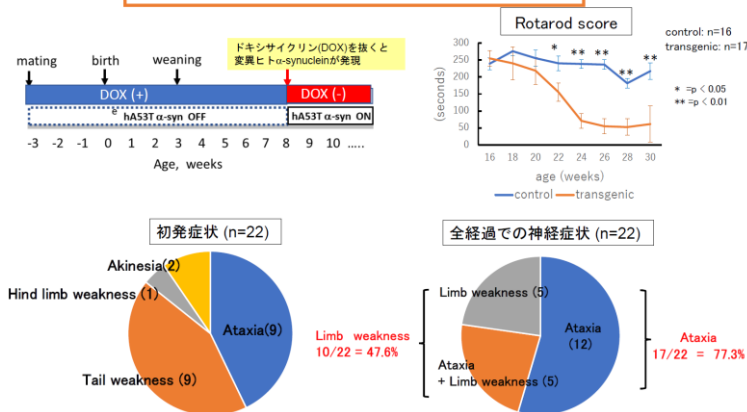 ドキシサイクリン(DOX)を抜くと
変異ヒトα-synucleinが発現
mating
birth
weaning
DOX (+)
DOX (-)
e
hA53T α-syn OFF
hA53T α-syn ON
-3 -2 -1 0 1 2 3 4 5 6 7 8 9 10 .....
Age, weeks
Rotarod score
control: n=16
transgenic: n=17
* =p < 0.05
** =p < 0.01
(seconds)
300
250
200
150
100
50
0
* ** ** ** ** **
16 18 20 22 24 26 28 30
age (weeks)
control transgenic
初発症状 (n=22)
Akinesia(2)
Hind limb weakness (1)
Ataxia(9)
Tail weakness (9)
全経過での神経症状 (n=22)
Limb weakness
10/22 = 47.6%
Limb weakness (5)
Ataxia
(12)
Ataxia
+ Limb weakness (5)
Ataxia
17/22 = 77.3%